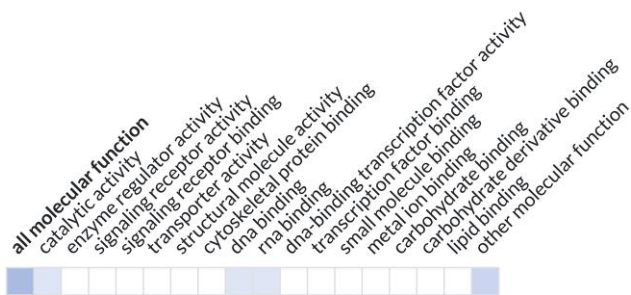 all molecular function
catalytic activity
enzyme regulator activity
signaling receptor activity
signaling receptor binding
transporter activity
structural molecule activity
cytoskeletal protein binding
dna binding
rna binding
dna-binding transcription factor activity
transcription factor binding
small molecule binding
metal ion binding
carbohydrate binding
carbohydrate derivative binding
lipid binding
other molecular function